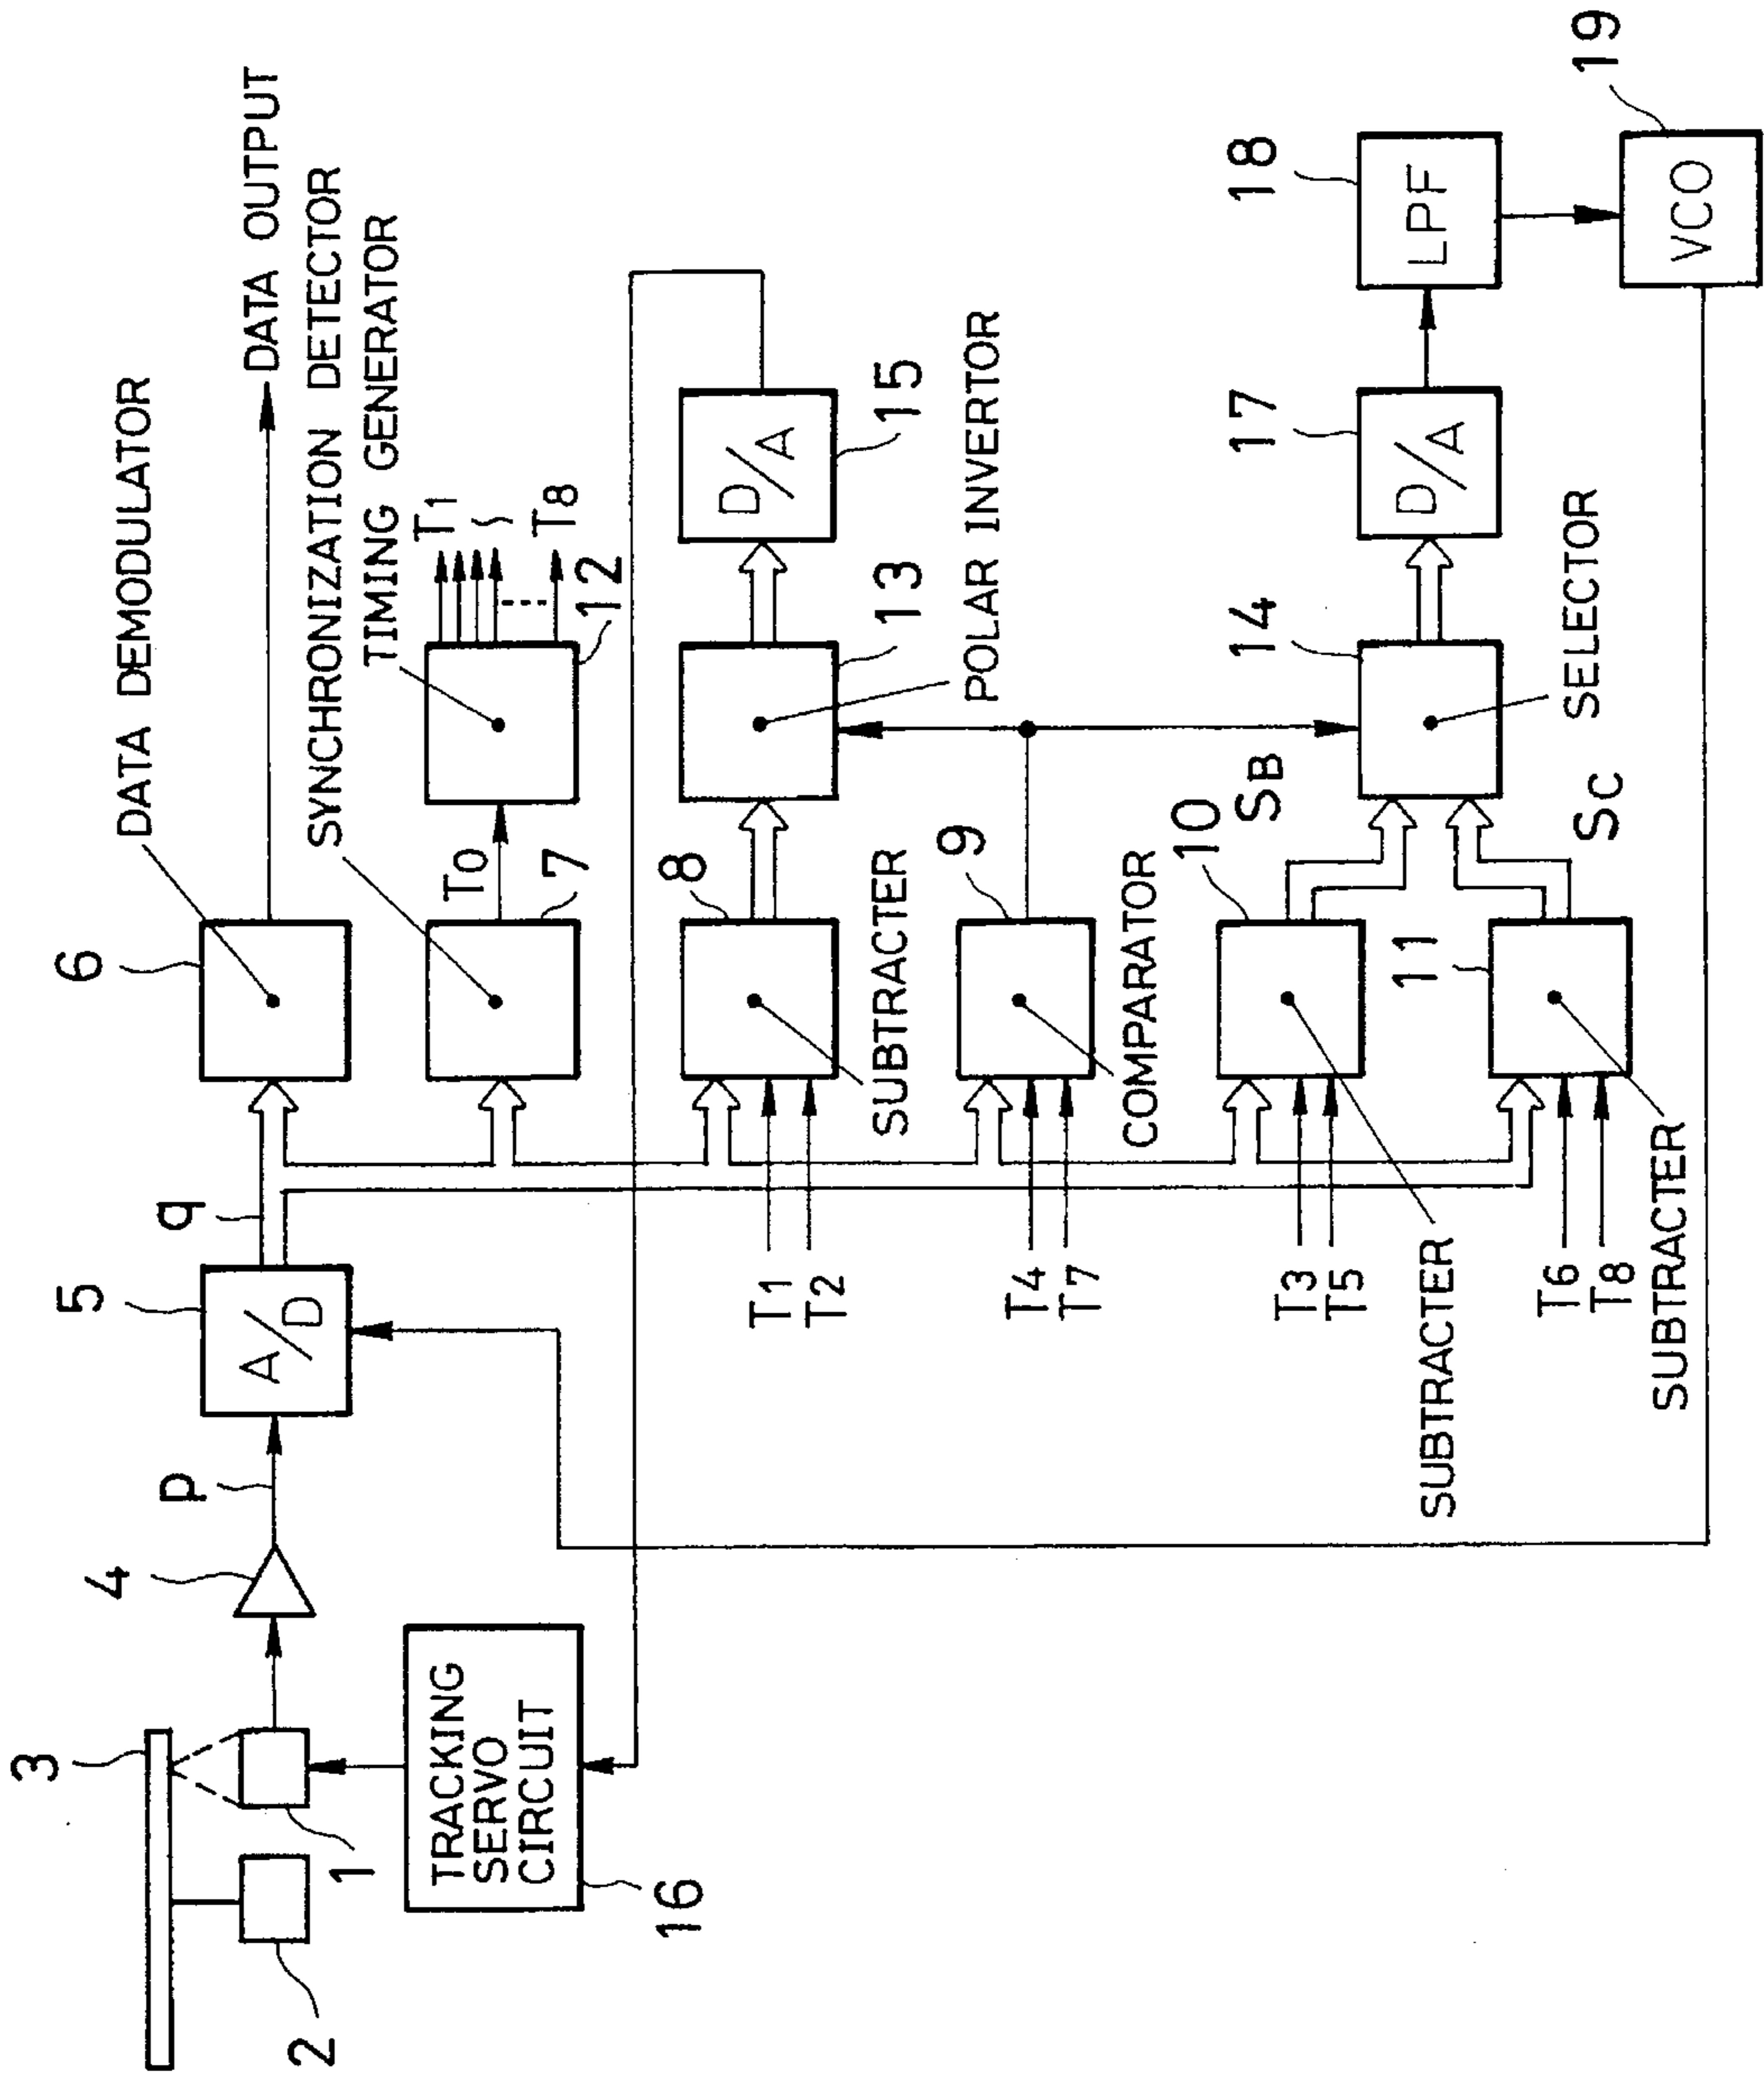 3
2
1
4
p
5
A/D
q
6
DATA DEMODULATOR
DATA OUTPUT
SYNCHRONIZATION DETECTOR
TIMING GENERATOR
7
T0
12
T1
T8
TRACKING
SERVO
CIRCUIT
16
T1
T2
8
SUBTRACTER
13
POLAR INVERTOR
D/A
15
T4
T7
9
COMPARATOR
T3
T5
10
SUBTRACTER
SB
T6
T8
11
SUBTRACTER
SC
14
SELECTOR
D/A
17
LPF
18
VCO
19